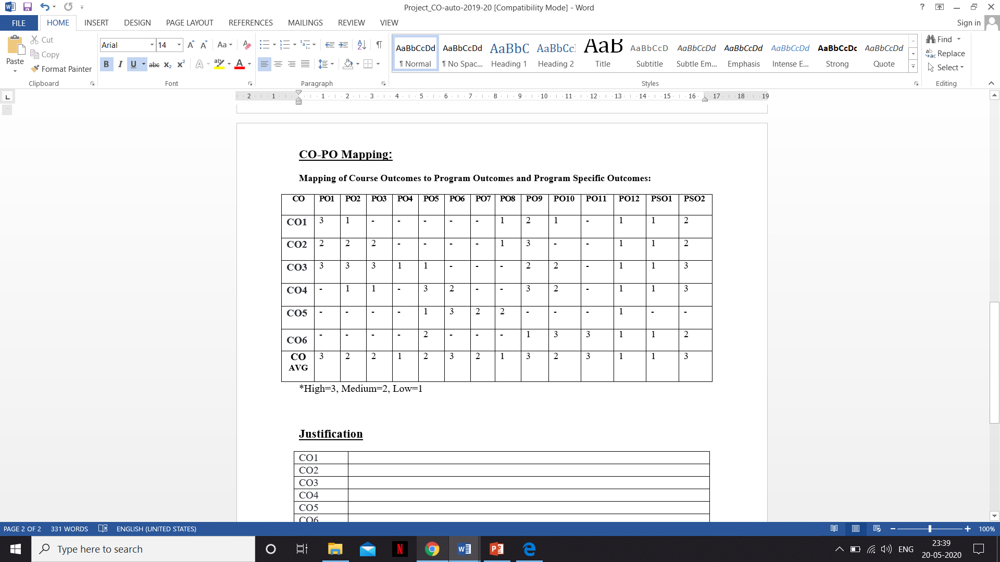 Project_CO-auto-2019-20 [Compatibility Mode] - Word
?
FILE HOME INSERT DESIGN PAGE LAYOUT REFERENCES MAILINGS REVIEW VIEW Sign in
Paste Cut
Copy
Format Painter
Arial 14
Aa
B I U abc x₂ x² A ab A
AaBbCcDd AaBbCcDd AaBbC AaBbCc AaB AaBbCcD AaBbCcDd AaBbCcDd AaBbCcDd AaBbCcDc AaBbCcDd
¶ Normal ¶ No Spac... Heading 1 Heading 2 Title Subtitle Subtle Em... Emphasis Intense E... Strong Quote
Find
Replace
Select
Clipboard Font Paragraph Styles Editing
2 1 1 2 3 4 5 6 7 8 9 10 11 12 13 14 15 16 17 18 19
CO-PO Mapping:
Mapping of Course Outcomes to Program Outcomes and Program Specific Outcomes:
CO PO1 PO2 PO3 PO4 PO5 PO6 PO7 PO8 PO9 PO10 PO11 PO12 PSO1 PSO2
CO1 3 1 - - - - - 1 2 1 - 1 1 2
CO2 2 2 2 - - - - 1 3 - - 1 1 2
CO3 3 3 3 1 1 - - - 2 2 - 1 1 3
CO4 - 1 1 - 3 2 - - 3 2 - 1 1 3
CO5 - - - - 1 3 2 2 - - - 1 - -
CO6 - - - - 2 - - - 1 3 3 1 1 2
CO AVG 3 2 2 1 2 3 2 1 3 2 3 1 1 3
*High=3, Medium=2, Low=1
Justification
CO1
CO2
CO3
CO4
CO5
CO6
PAGE 2 OF 2 331 WORDS ENGLISH (UNITED STATES) 100%
Type here to search
ENG
23:39
20-05-2020